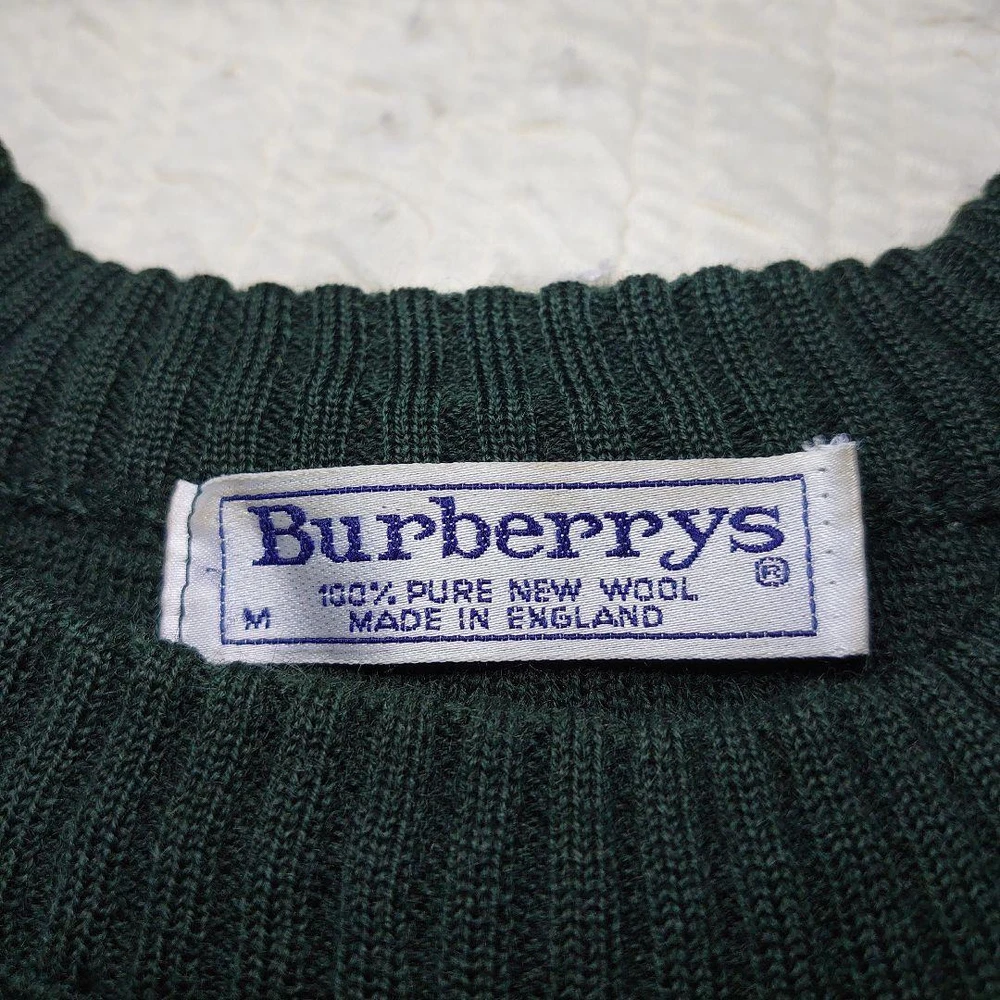 Burberrys®
100% PURE NEW WOOL
M MADE IN ENGLAND